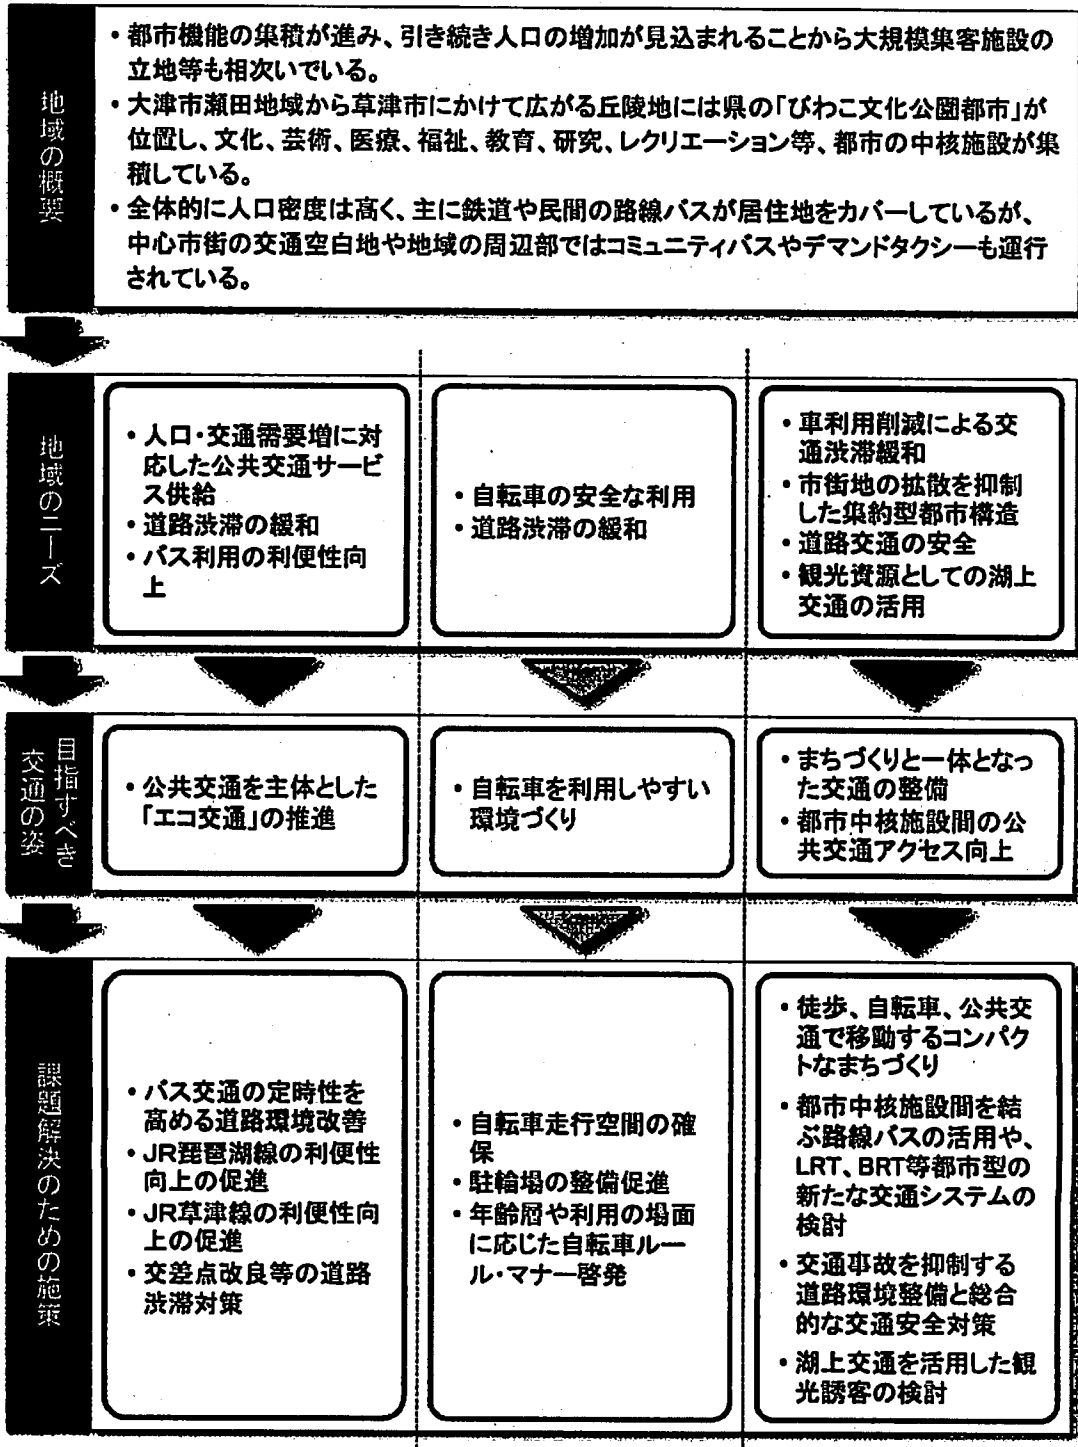 地域の概要
・都市機能の集積が進み、引き続き人口の増加が見込まれることから大規模集客施設の
立地等も相次いでいる。
・大津市瀬田地域から草津市にかけて広がる丘陵地には県の「びわこ文化公園都市」が
位置し、文化、芸術、医療、福祉、教育、研究、レクリエーション等、都市の中核施設が集
積している。
・全体的に人口密度は高く、主に鉄道や民間の路線バスが居住地をカバーしているが、
中心市街の交通空白地や地域の周辺部ではコミュニティバスやデマンドタクシーも運行
されている。
地域のニーズ
・人口・交通需要増に対
応した公共交通サービ
ス供給
・道路渋滞の緩和
・バス利用の利便性向
上
・自転車の安全な利用
・道路渋滞の緩和
・車利用削減による交
通渋滞緩和
・市街地の拡散を抑制
した集約型都市構造
・道路交通の安全
・観光資源としての湖上
交通の活用
目指すべき
交通の姿
・公共交通を主体とした
「エコ交通」の推進
・自転車を利用しやすい
環境づくり
・まちづくりと一体となっ
た交通の整備
・都市中核施設間の公
共交通アクセス向上
課題解決のための施策
・バス交通の定時性を
高める道路環境改善
・JR琵琶湖線の利便性
向上の促進
・JR草津線の利便性向
上の促進
・交差点改良等の道路
渋滞対策
・自転車走行空間の確
保
・駐輪場の整備促進
・年齢層や利用の場面
に応じた自転車ルー
ル・マナー啓発
・徒歩、自転車、公共交
通で移動するコンパク
トなまちづくり
・都市中核施設間を結
ぶ路線バスの活用や、
LRT、BRT等都市型の
新たな交通システムの
検討
・交通事故を抑制する
道路環境整備と総合
的な交通安全対策
・湖上交通を活用した観
光誘客の検討